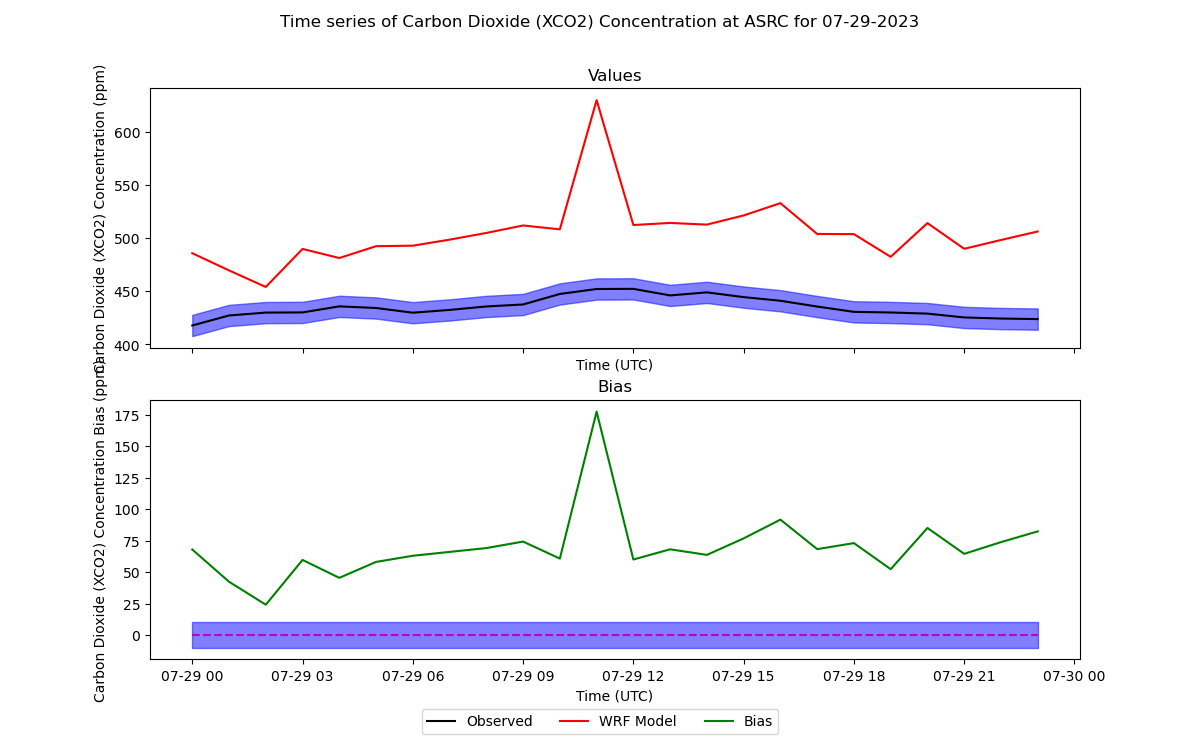 Time series of Carbon Dioxide (XCO2) Concentration at ASRC for 07-29-2023
Values
Carbon Dioxide (XCO2) Concentration (ppm)
600
550
500
450
400
Time (UTC)
Bias
Carbon Dioxide (XCO2) Concentration Bias (ppm)
175
150
125
100
75
50
25
0
07-29 00 07-29 03 07-29 06 07-29 09 07-29 12 07-29 15 07-29 18 07-29 21 07-30 00
Time (UTC)
Observed WRF Model Bias